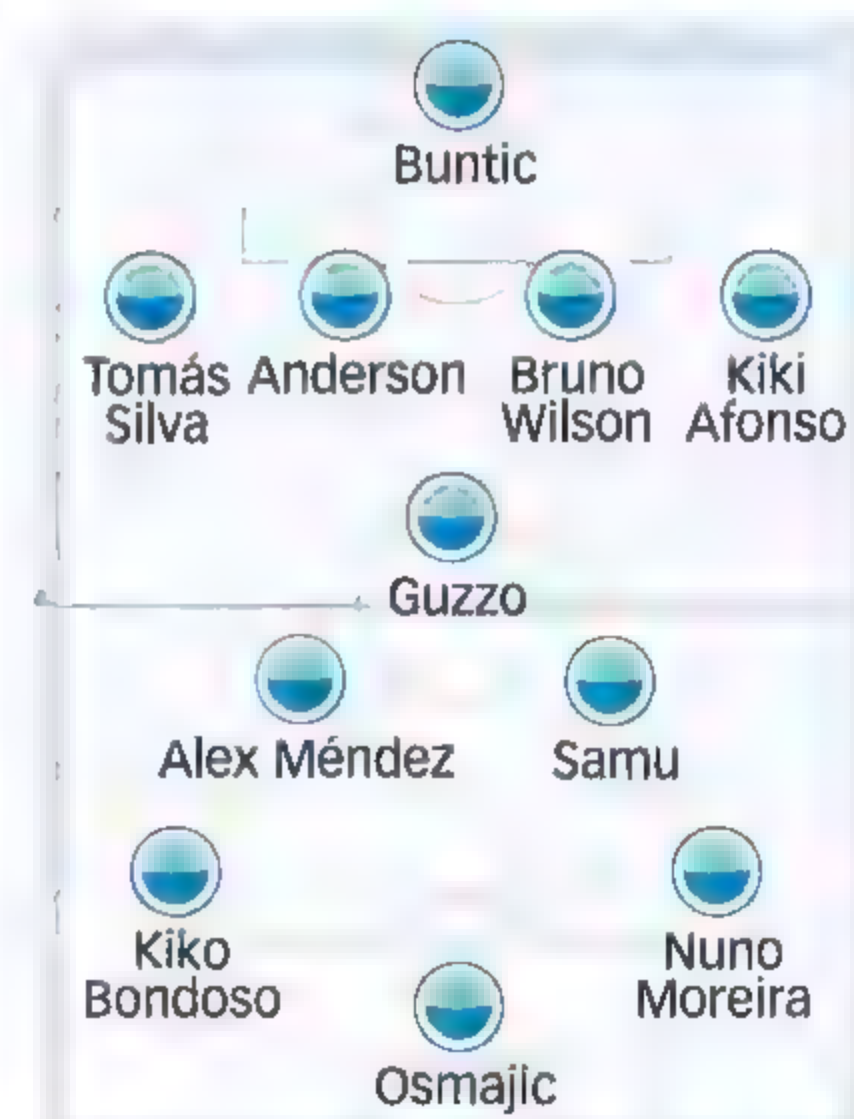 Buntic
Tomás Anderson Bruno Kiki
Silva Wilson Afonso
Guzzo
Alex Méndez Samu
Kiko Nuno
Bondoso Moreira
Osmajic